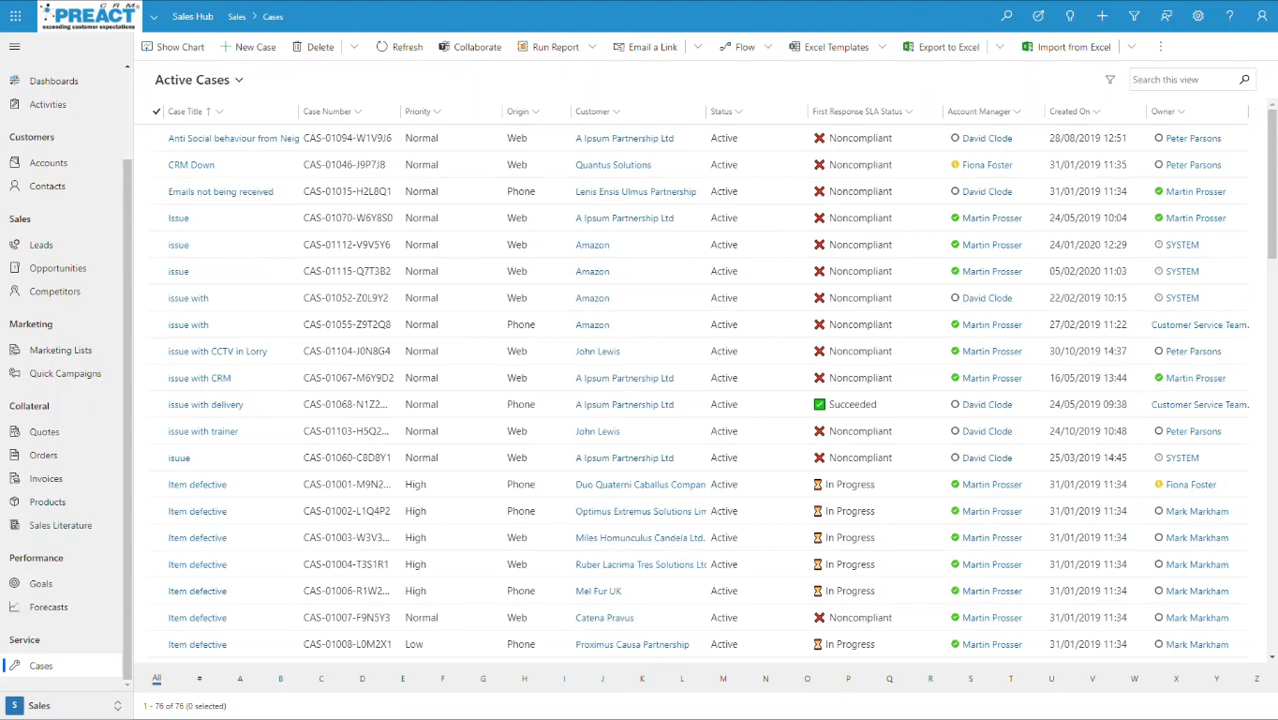 CRM
PREACT
exceeding customer expectations
Sales Hub Sales > Cases
Show Chart New Case Delete Refresh Collaborate Run Report Email a Link Flow Excel Templates Export to Excel Import from Excel
Dashboards
Activities
Customers
Accounts
Contacts
Sales
Leads
Opportunities
Competitors
Marketing
Marketing Lists
Quick Campaigns
Collateral
Quotes
Orders
Invoices
Products
Sales Literature
Performance
Goals
Forecasts
Service
Cases
S Sales
Active Cases
Search this view
Case Title ↑ Case Number Priority Origin Customer Status First Response SLA Status Account Manager Created On Owner
Anti Social behaviour from Neig CAS-01094-W1V9J6 Normal Web A Ipsum Partnership Ltd Active Noncompliant David Clode 28/08/2019 12:51 Peter Parsons
CRM Down CAS-01046-J9P7J8 Normal Web Quantus Solutions Active Noncompliant Fiona Foster 31/01/2019 11:35 Peter Parsons
Emails not being received CAS-01015-H2L8Q1 Normal Phone Lenis Ensis Ulmus Partnership Active Noncompliant David Clode 31/01/2019 11:34 Martin Prosser
Issue CAS-01070-W6Y8S0 Normal Web A Ipsum Partnership Ltd Active Noncompliant Martin Prosser 24/05/2019 10:04 Martin Prosser
issue CAS-01112-V9V5Y6 Normal Web Amazon Active Noncompliant Martin Prosser 24/01/2020 12:29 SYSTEM
issue CAS-01115-Q7T3B2 Normal Web Amazon Active Noncompliant Martin Prosser 05/02/2020 11:03 SYSTEM
issue with CAS-01052-Z0L9Y2 Normal Web Amazon Active Noncompliant David Clode 22/02/2019 10:15 SYSTEM
issue with CAS-01055-Z9T2Q8 Normal Phone Amazon Active Noncompliant Martin Prosser 27/02/2019 11:22 Customer Service Team.
issue with CCTV in Lorry CAS-01104-J0N8G4 Normal Web John Lewis Active Noncompliant Martin Prosser 30/10/2019 14:37 Peter Parsons
issue with CRM CAS-01067-M6Y9D2 Normal Web A Ipsum Partnership Ltd Active Noncompliant Martin Prosser 16/05/2019 13:44 Martin Prosser
issue with delivery CAS-01068-N1Z2... Normal Phone A Ipsum Partnership Ltd Active Succeeded David Clode 24/05/2019 09:38 Customer Service Team.
issue with trainer CAS-01103-H5Q2... Normal Web John Lewis Active Noncompliant David Clode 24/10/2019 10:48 Peter Parsons
isuue CAS-01060-C8D8Y1 Normal Web A Ipsum Partnership Ltd Active Noncompliant David Clode 25/03/2019 14:45 SYSTEM
Item defective CAS-01001-M9N2... High Phone Duo Quaterni Caballus Compan Active In Progress Martin Prosser 31/01/2019 11:34 Fiona Foster
Item defective CAS-01002-L1Q4P2 High Phone Optimus Extremus Solutions Lim Active In Progress Martin Prosser 31/01/2019 11:34 Mark Markham
Item defective CAS-01003-W3V3... High Web Miles Homunculus Candela Ltd. Active In Progress Martin Prosser 31/01/2019 11:34 Mark Markham
Item defective CAS-01004-T3S1R1 High Web Ruber Lacrima Tres Solutions Ltd Active In Progress Martin Prosser 31/01/2019 11:34 Mark Markham
Item defective CAS-01006-R1W2... High Phone Mel Fur UK Active In Progress Martin Prosser 31/01/2019 11:34 Mark Markham
Item defective CAS-01007-F9N5Y3 Normal Web Catena Pravus Active Noncompliant Martin Prosser 31/01/2019 11:34 Mark Markham
Item defective CAS-01008-L0M2X1 Low Phone Proximus Causa Partnership Active In Progress Martin Prosser 31/01/2019 11:34 Mark Markham
All # A B C D E F G H I J K L M N O P Q R S T U V W X Y Z
1 - 76 of 76 (0 selected)